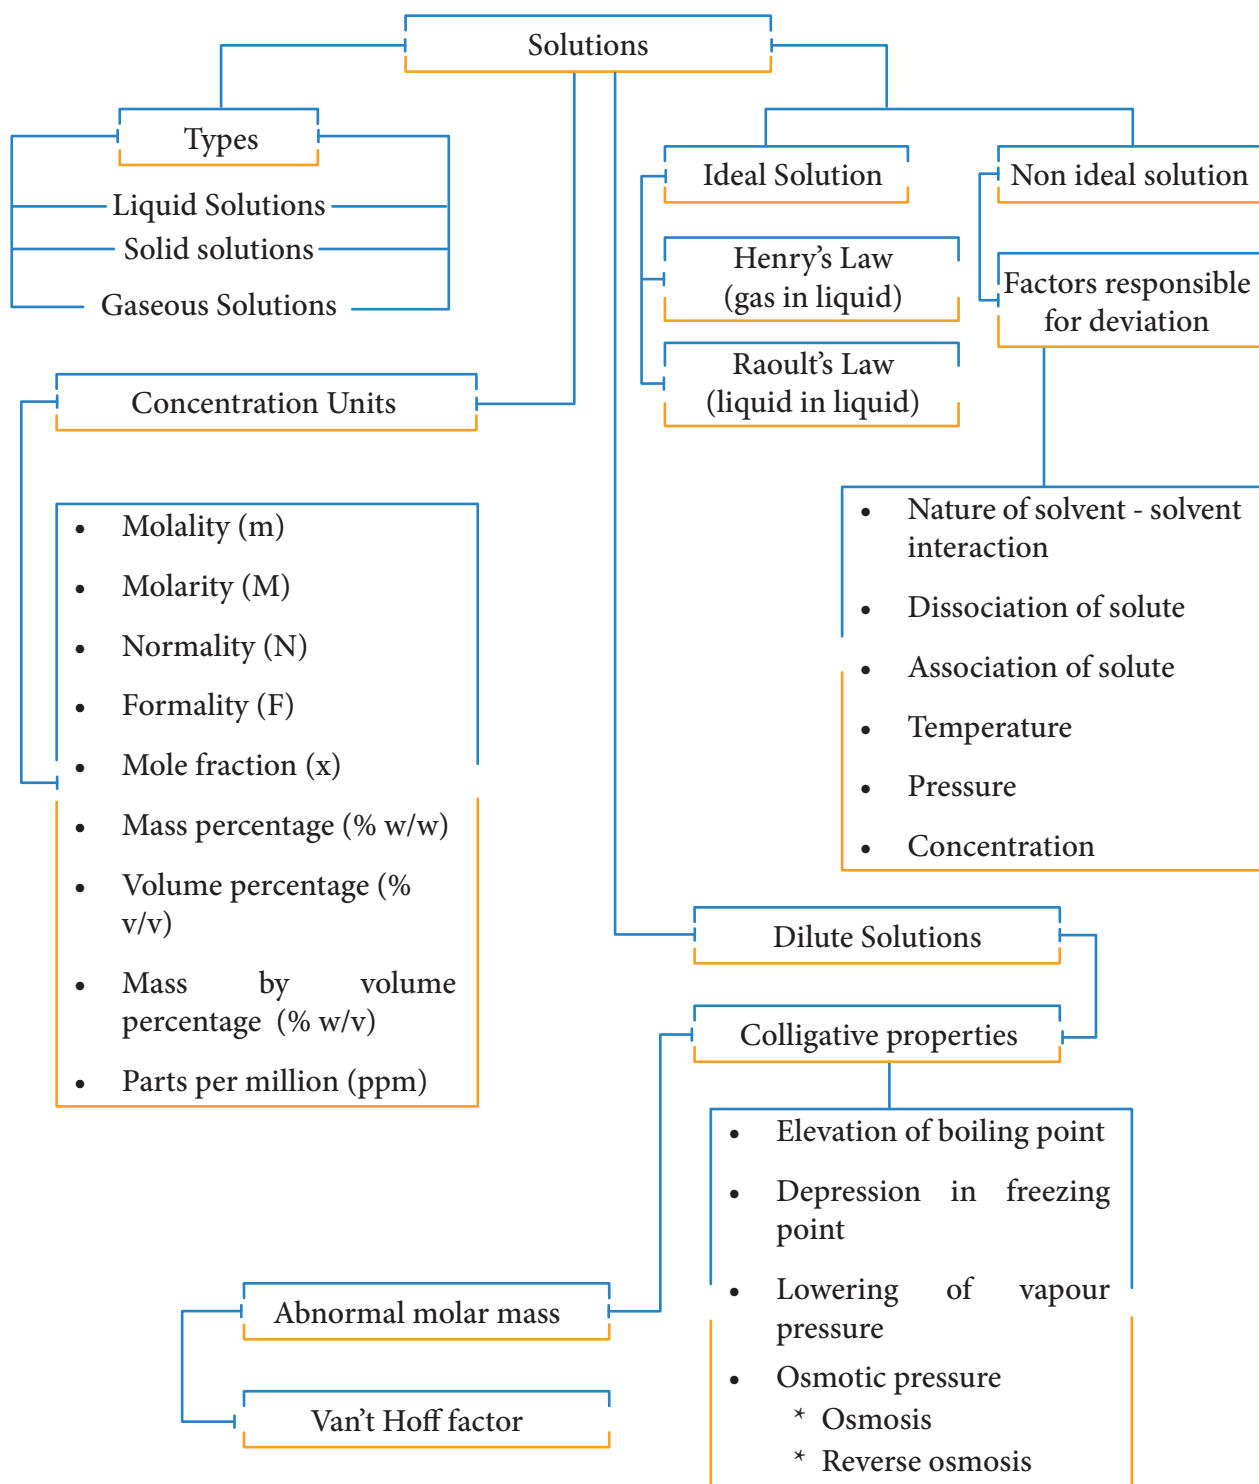 Solutions
Types
Liquid Solutions
Solid solutions
Gaseous Solutions
Ideal Solution
Henry's Law
(gas in liquid)
Raoult's Law
(liquid in liquid)
Non ideal solution
Factors responsible
for deviation
• Nature of solvent - solvent
interaction
• Dissociation of solute
• Association of solute
• Temperature
• Pressure
• Concentration
Concentration Units
• Molality (m)
• Molarity (M)
• Normality (N)
• Formality (F)
• Mole fraction (x)
• Mass percentage (% w/w)
• Volume percentage (%
v/v)
• Mass by volume
percentage (% w/v)
• Parts per million (ppm)
Dilute Solutions
Colligative properties
• Elevation of boiling point
• Depression in freezing
point
• Lowering of vapour
pressure
• Osmotic pressure
* Osmosis
* Reverse osmosis
Abnormal molar mass
Van't Hoff factor